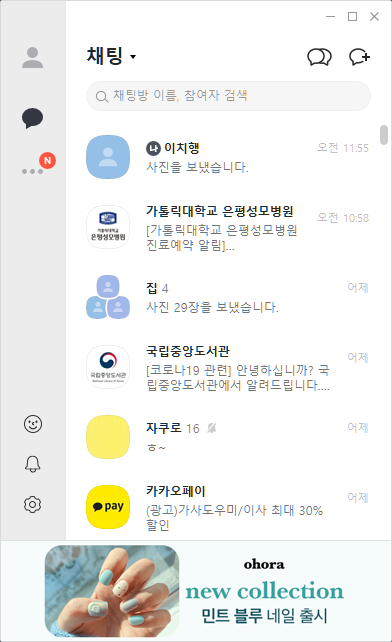 채팅
채팅방 이름, 참여자 검색
N
나 이치행
오전 11:55
사진을 보냈습니다.
가톨릭대학교
은평성모병원
가톨릭대학교 은평성모병원
오전 10:58
[가톨릭대학교 은평성모병원
진료예약 알림]...
집 4
어제
사진 29장을 보냈습니다.
국립중앙도서관
National Library of Korea
국립중앙도서관
어제
[코로나19 관련] 안녕하십니까? 국
립중앙도서관에서 알려드립니다....
자쿠로 16
어제
ㅎ~
pay
카카오페이
어제
(광고)가사도우미/이사 최대 30%
할인
ohora
new collection
민트 블루 네일 출시